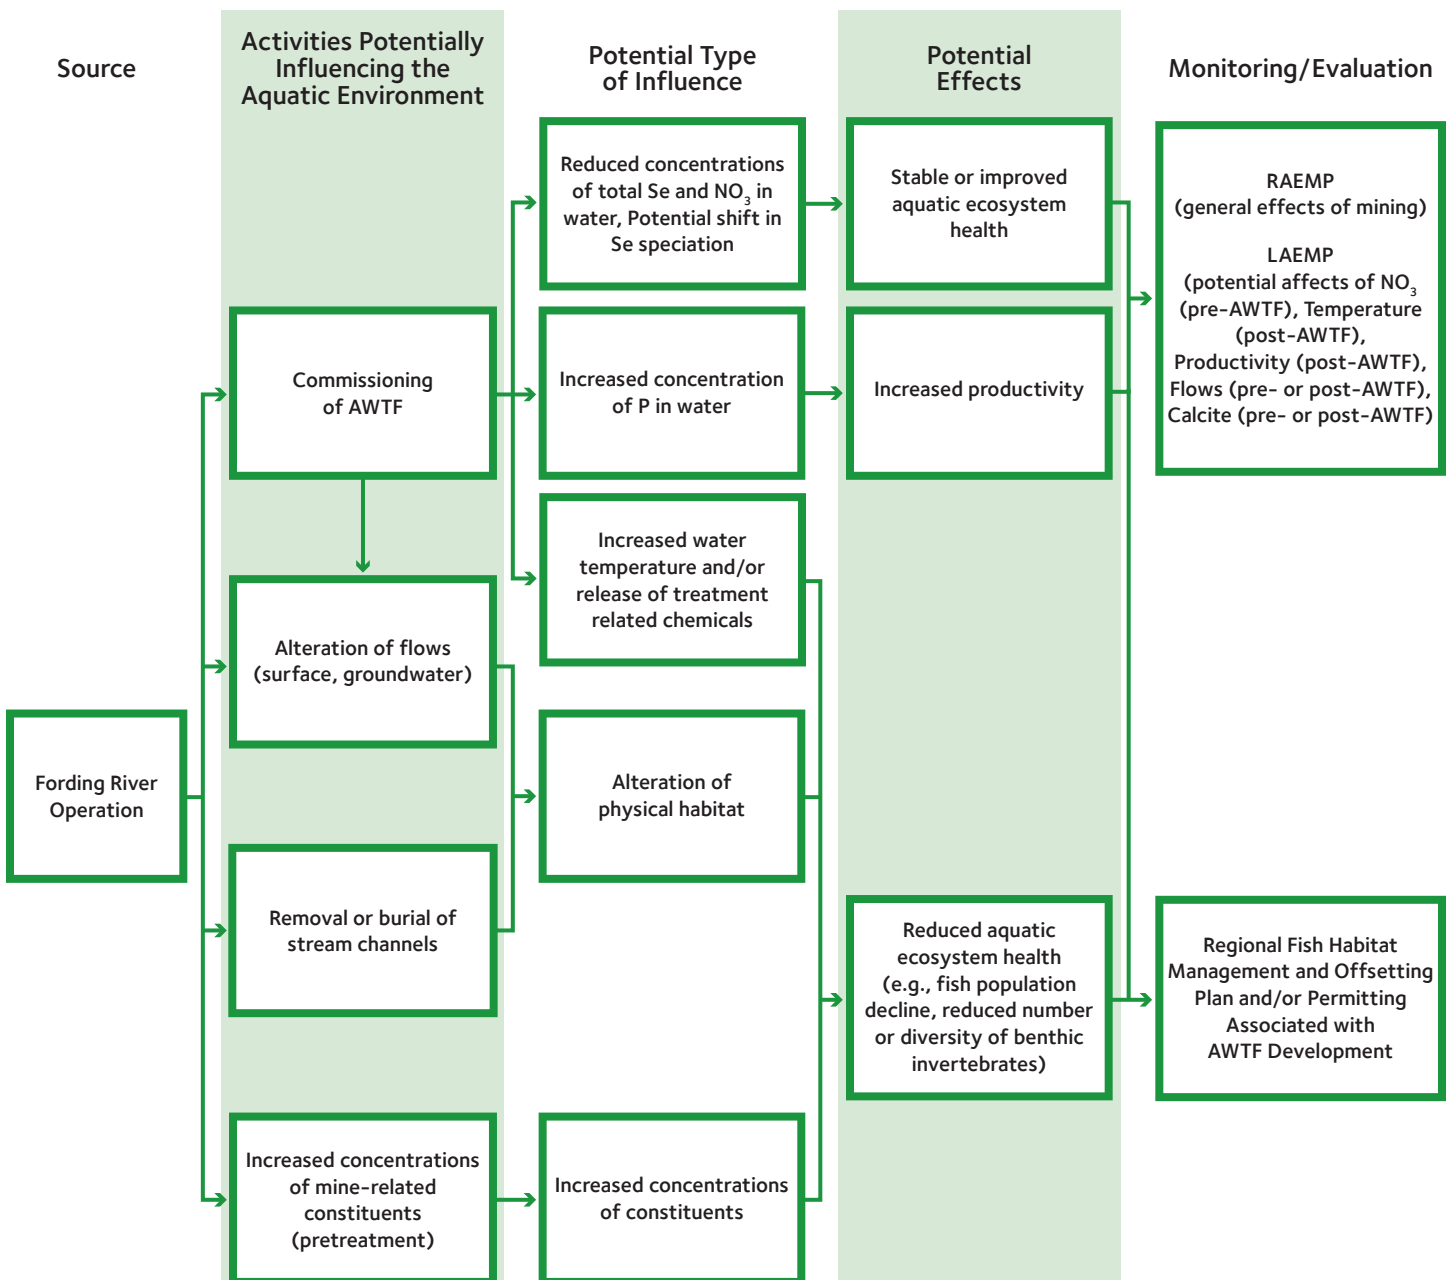 Source
Activities Potentially
Influencing the
Aquatic Environment
Potential Type
of Influence
Potential
Effects
Monitoring/Evaluation
Fording River
Operation
Commissioning
of AWTF
Alteration of flows
(surface, groundwater)
Removal or burial of
stream channels
Increased concentrations
of mine-related
constituents
(pretreatment)
Reduced concentrations
of total Se and NO₃ in
water, Potential shift in
Se speciation
Increased concentration
of P in water
Increased water
temperature and/or
release of treatment
related chemicals
Alteration of
physical habitat
Increased concentrations
of constituents
Stable or improved
aquatic ecosystem
health
Increased productivity
Reduced aquatic
ecosystem health
(e.g., fish population
decline, reduced number
or diversity of benthic
invertebrates)
RAEMP
(general effects of mining)
LAEMP
(potential affects of NO₃
(pre-AWTF), Temperature
(post-AWTF),
Productivity (post-AWTF),
Flows (pre- or post-AWTF),
Calcite (pre- or post-AWTF)
Regional Fish Habitat
Management and Offsetting
Plan and/or Permitting
Associated with
AWTF Development